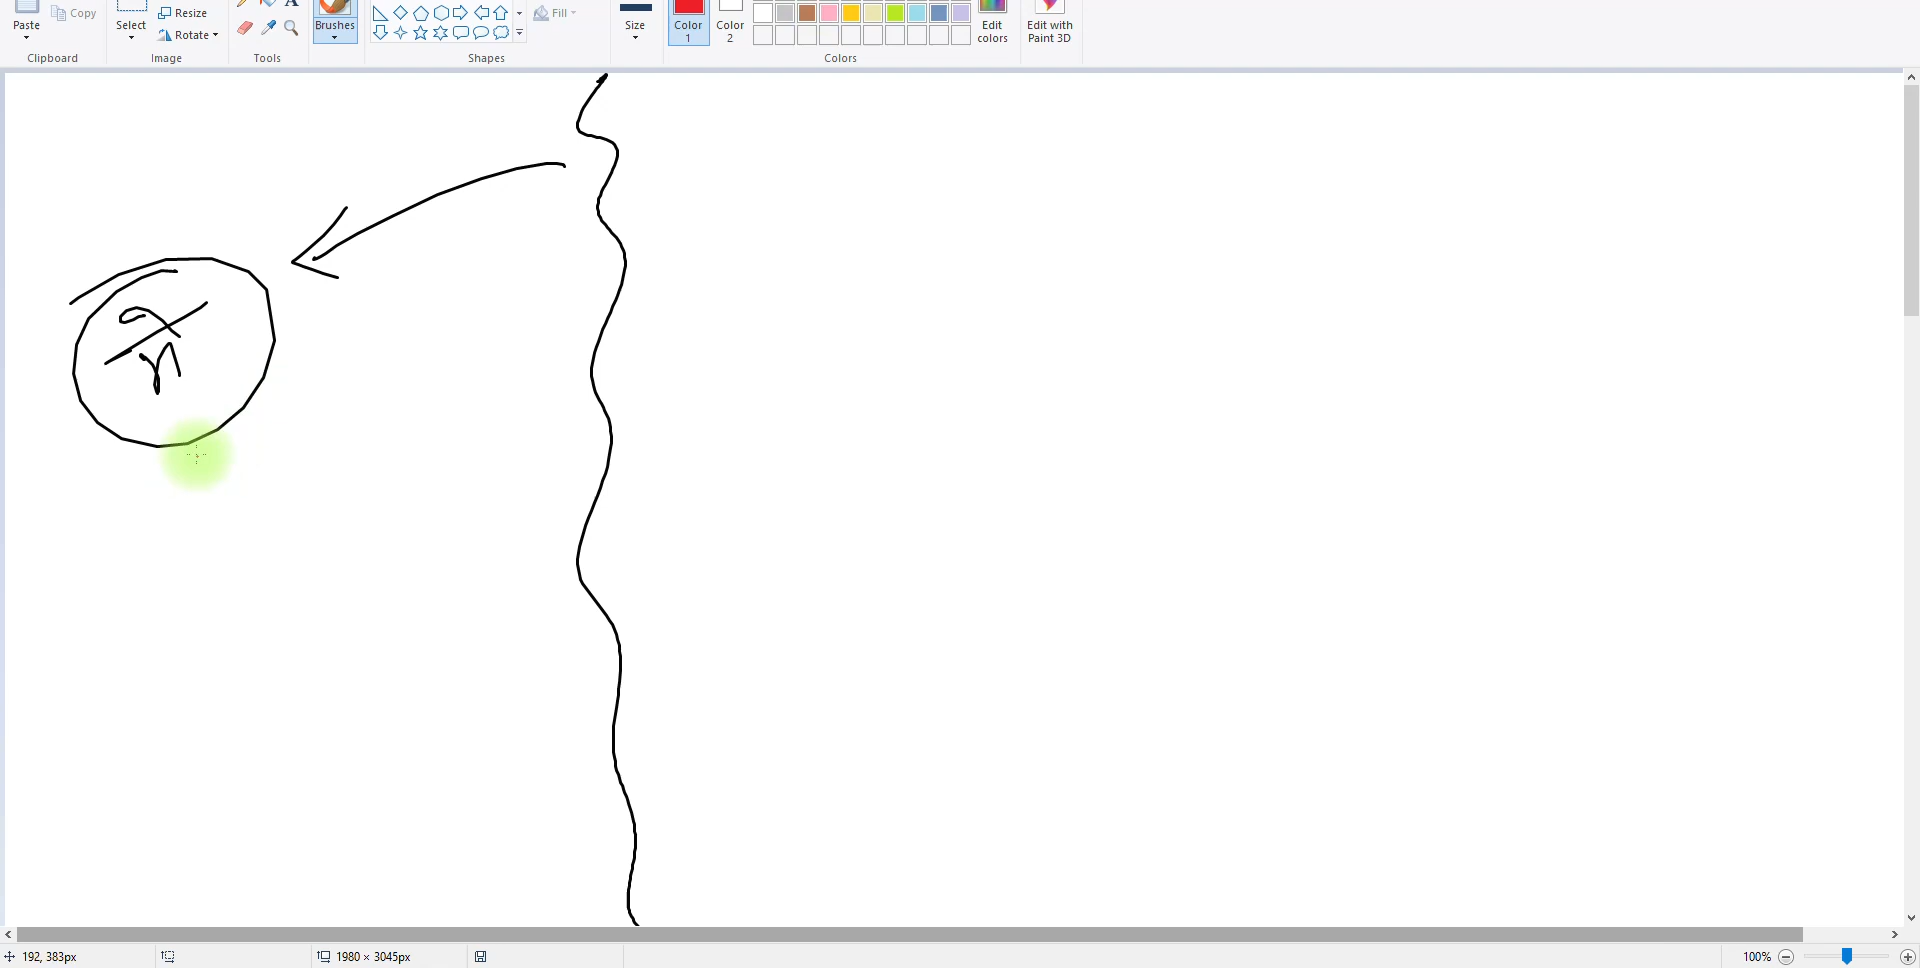 Paste
Copy
Select
Resize
Rotate
A
Brushes
Fill
Size
Color 1
Color 2
Edit colors
Edit with Paint 3D
Clipboard
Image
Tools
Shapes
Colors
192, 383px
1980 × 3045px
100%